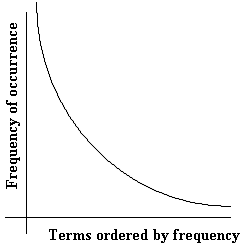 Frequency of occurrence
Terms ordered by frequency